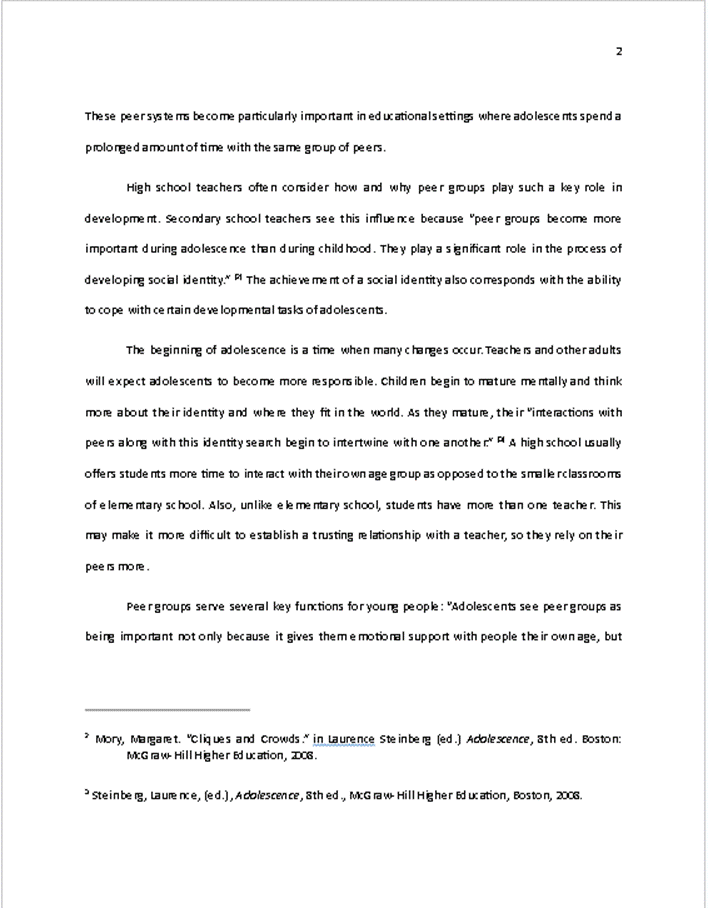 2
These peer systems become particularly important in educational settings where adolescents spend a
prolonged amount of time with the same group of peers.
High school teachers often consider how and why peer groups play such a key role in
development. Secondary school teachers see this influence because "peer groups become more
important during adolescence than during childhood. They play a significant role in the process of
developing social identity." [2] The achievement of a social identity also corresponds with the ability
to cope with certain developmental tasks of adolescents.
The beginning of adolescence is a time when many changes occur. Teachers and other adults
will expect adolescents to become more responsible. Children begin to mature mentally and think
more about their identity and where they fit in the world. As they mature, their "interactions with
peers along with this identity search begin to intertwine with one another." [3] A high school usually
offers students more time to interact with their own age group as opposed to the smaller classrooms
of elementary school. Also, unlike elementary school, students have more than one teacher. This
may make it more difficult to establish a trusting relationship with a teacher, so they rely on their
peers more.
Peer groups serve several key functions for young people: "Adolescents see peer groups as
being important not only because it gives them emotional support with people their own age, but
2 Mory, Margaret. "Cliques and Crowds." in Laurence Steinberg (ed.) Adolescence, 8th ed. Boston:
McGraw-Hill Higher Education, 2008.
3 Steinberg, Laurence, (ed.), Adolescence, 8th ed., McGraw-Hill Higher Education, Boston, 2008.